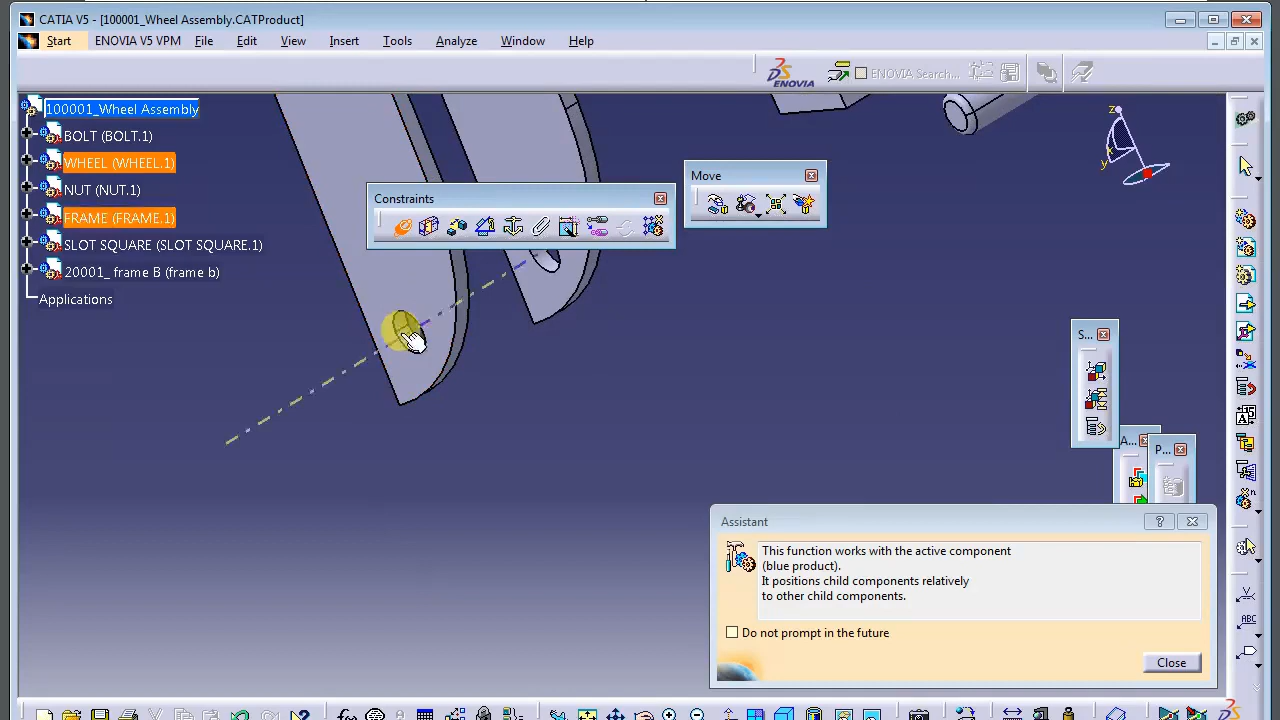 CATIA V5 - [100001_Wheel Assembly.CATProduct]
Start ENOVIA V5 VPM File Edit View Insert Tools Analyze Window Help
ENOVIA ENOVIA Search...
100001_Wheel Assembly
BOLT (BOLT.1)
WHEEL (WHEEL.1)
NUT (NUT.1)
FRAME (FRAME.1)
SLOT SQUARE (SLOT SQUARE.1)
20001_ frame B (frame b)
Applications
Constraints
Move
z
y
S...
A...
P...
Assistant
This function works with the active component
(blue product).
It positions child components relatively
to other child components.
Do not prompt in the future
Close
ABC